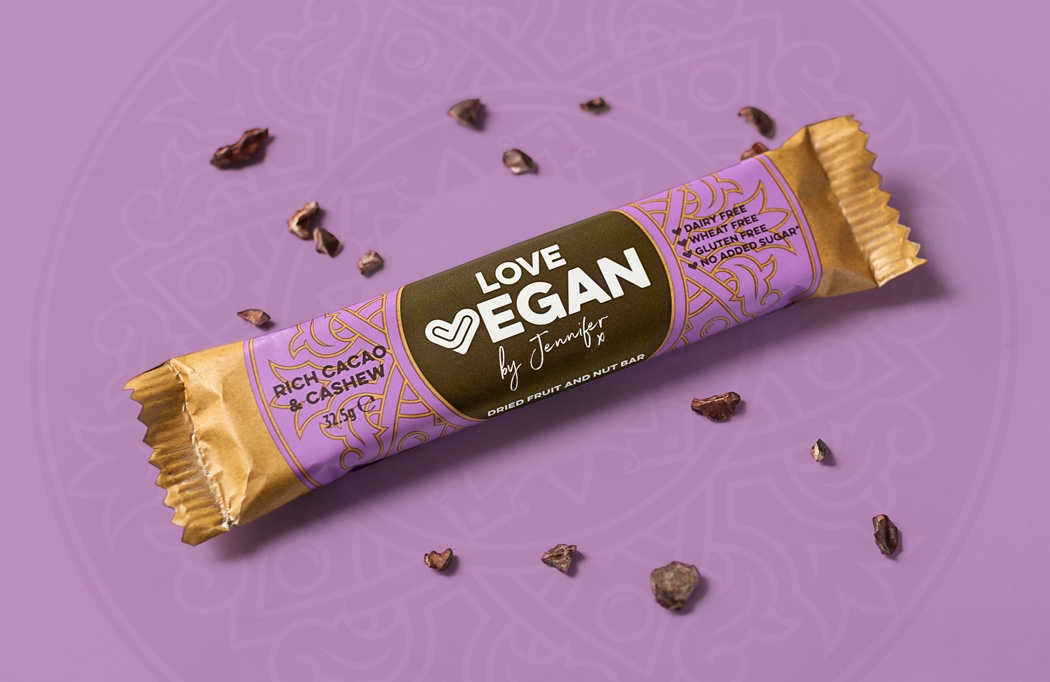 RICH CACAO
& CASHEW
32.5g ℮
LOVE
VEGAN
by Jennifer
x
DRIED FRUIT AND NUT BAR
DAIRY FREE
WHEAT FREE
GLUTEN FREE
NO ADDED SUGAR*